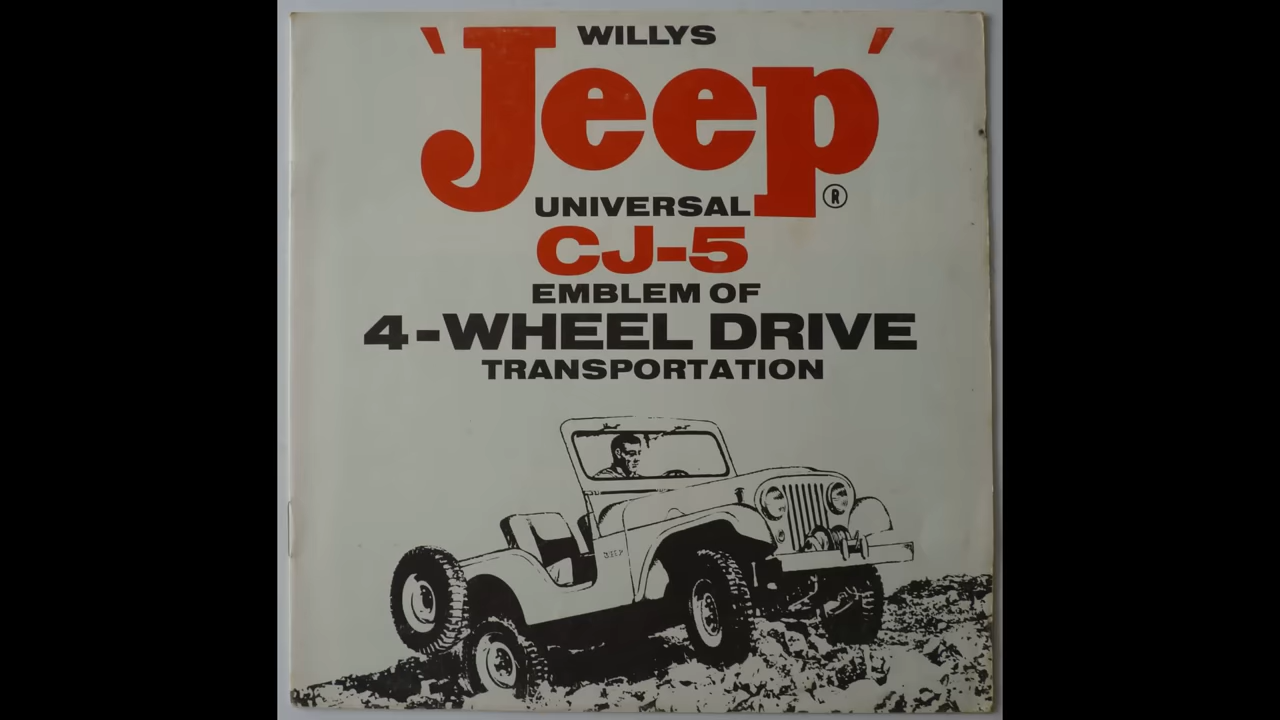 WILLYS
'Jeep'
®
UNIVERSAL
CJ-5
EMBLEM OF
4-WHEEL DRIVE
TRANSPORTATION